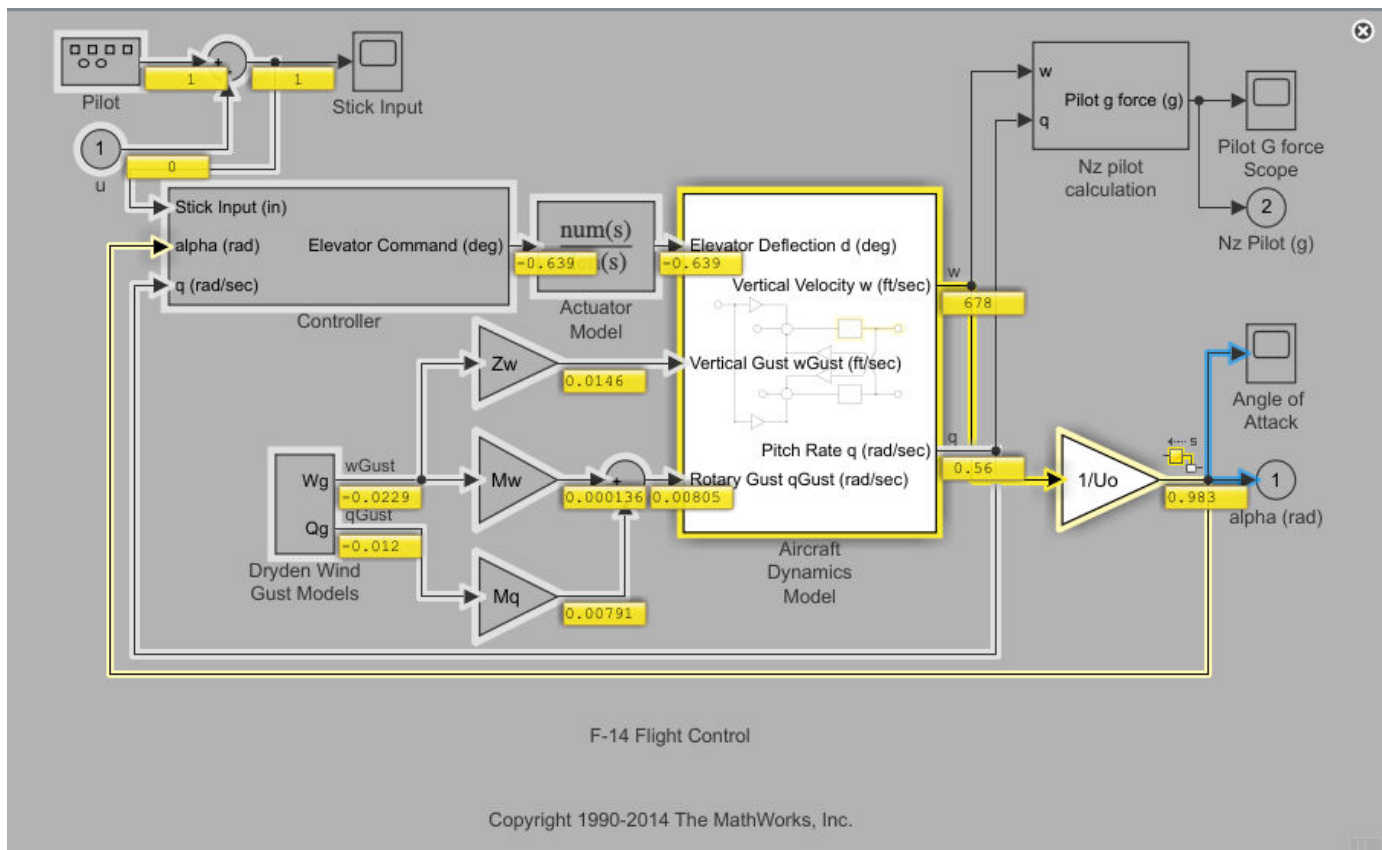 Pilot
1
1
Stick Input
1
u
0
w
q
Pilot g force (g)
Nz pilot
calculation
Pilot G force
Scope
2
Nz Pilot (g)
Stick Input (in)
alpha (rad)
q (rad/sec)
Elevator Command (deg)
Controller
-0.639
num(s)
Actuator
Model
-0.639
Elevator Deflection d (deg)
Vertical Velocity w (ft/sec)
Vertical Gust wGust (ft/sec)
Pitch Rate q (rad/sec)
Rotary Gust qGust (rad/sec)
Aircraft
Dynamics
Model
w
678
q
0.56
Zw
0.0146
Wg
Qg
wGust
-0.0229
qGust
-0.012
Dryden Wind
Gust Models
Mw
0.000136
0.00805
Mq
0.00791
1/Uo
s
0.983
Angle of
Attack
1
alpha (rad)
F-14 Flight Control
Copyright 1990-2014 The MathWorks, Inc.